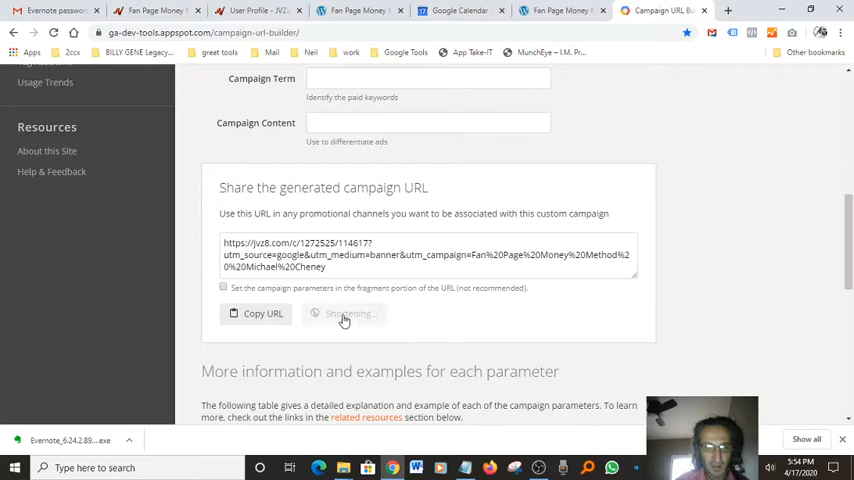 Evernote passwor
Fan Page Money M
User Profile - JVZo
Fan Page Money M
Google Calendar
Fan Page Money M
Campaign URL Bu
ga-dev-tools.appspot.com/campaign-url-builder/
Apps
2ccx
BILLY GENE Legacy...
great tools
Mail
Neil
work
Google Tools
App Take-IT
MunchEye – I.M. Pr...
Other bookmarks
Usage Trends
Resources
About this Site
Help & Feedback
Campaign Term
Identify the paid keywords
Campaign Content
Use to differentiate ads
Share the generated campaign URL
Use this URL in any promotional channels you want to be associated with this custom campaign
https://jvz8.com/c/1272525/114617?
utm_source=google&utm_medium=banner&utm_campaign=Fan%20Page%20Money%20Method%2
0%20Michael%20Cheney
Set the campaign parameters in the fragment portion of the URL (not recommended).
Copy URL
Shortening...
More information and examples for each parameter
The following table gives a detailed explanation and example of each of the campaign parameters. To learn
more, check out the links in the related resources section below.
Evernote_6.24.2.89....exe
Show all
Type here to search
5:54 PM
4/17/2020